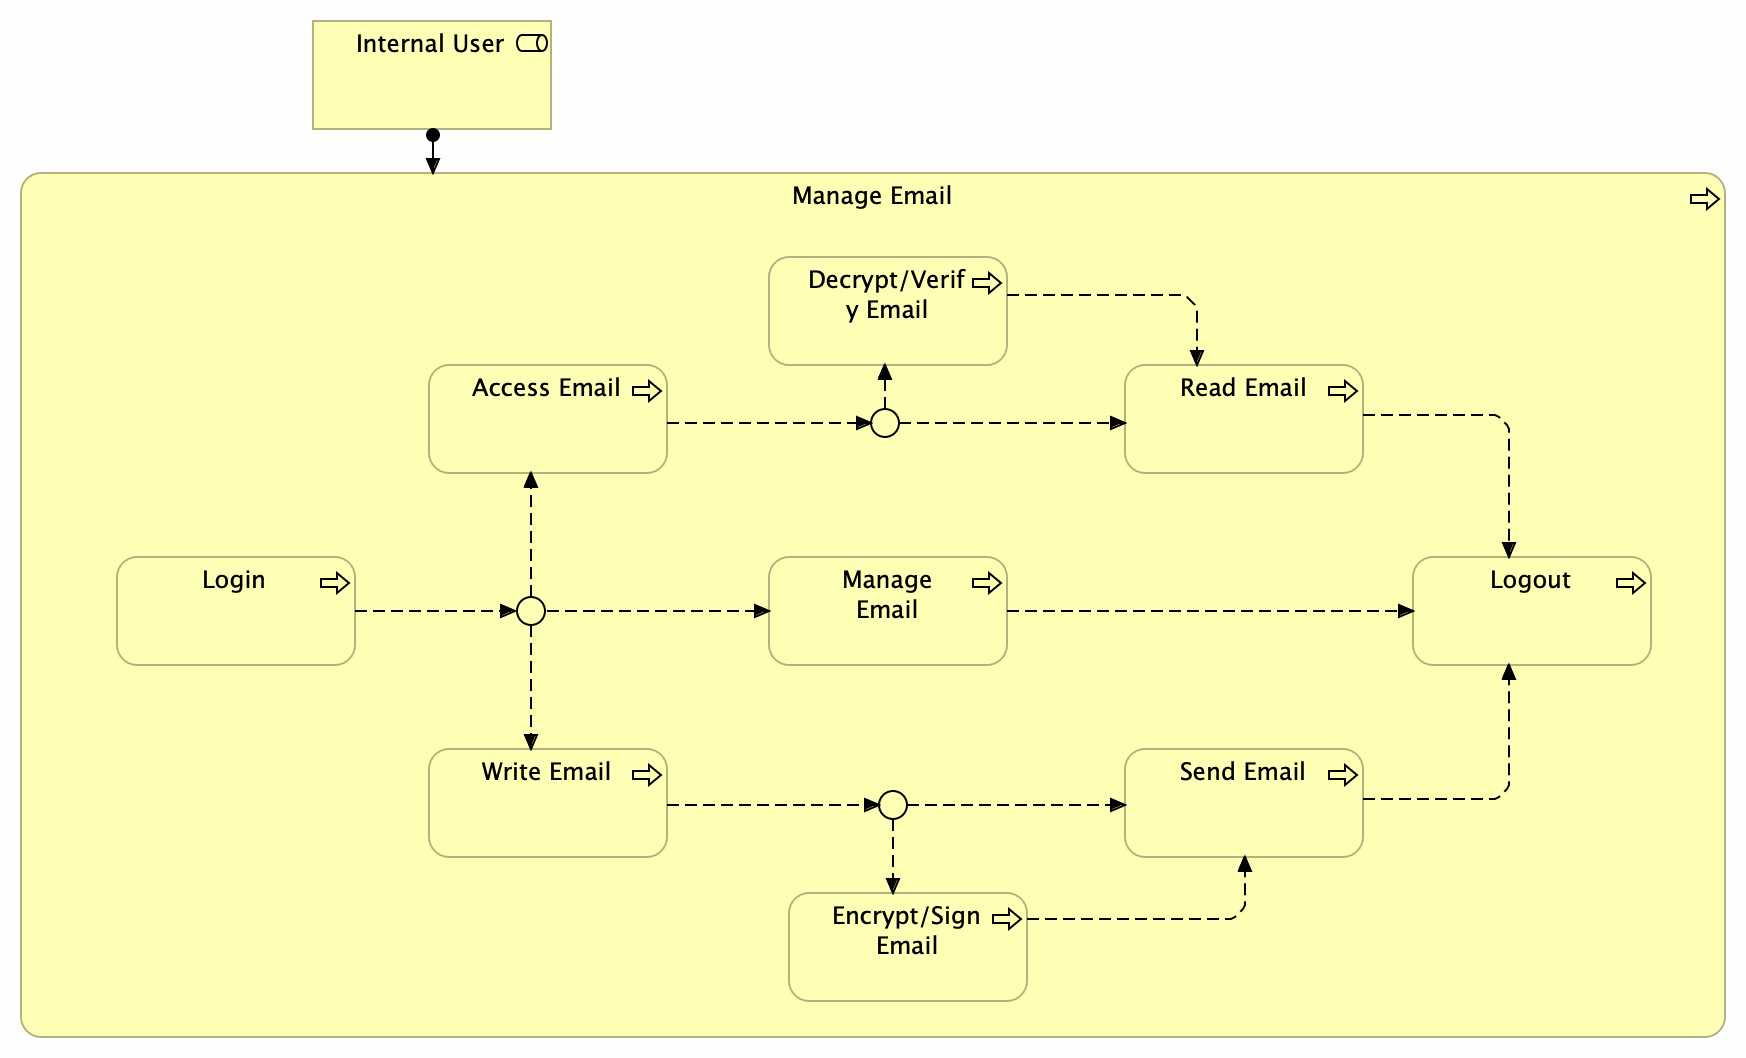 Internal User
Manage Email
Decrypt/Verif
y Email
Access Email
Read Email
Login
Manage
Email
Logout
Write Email
Send Email
Encrypt/Sign
Email